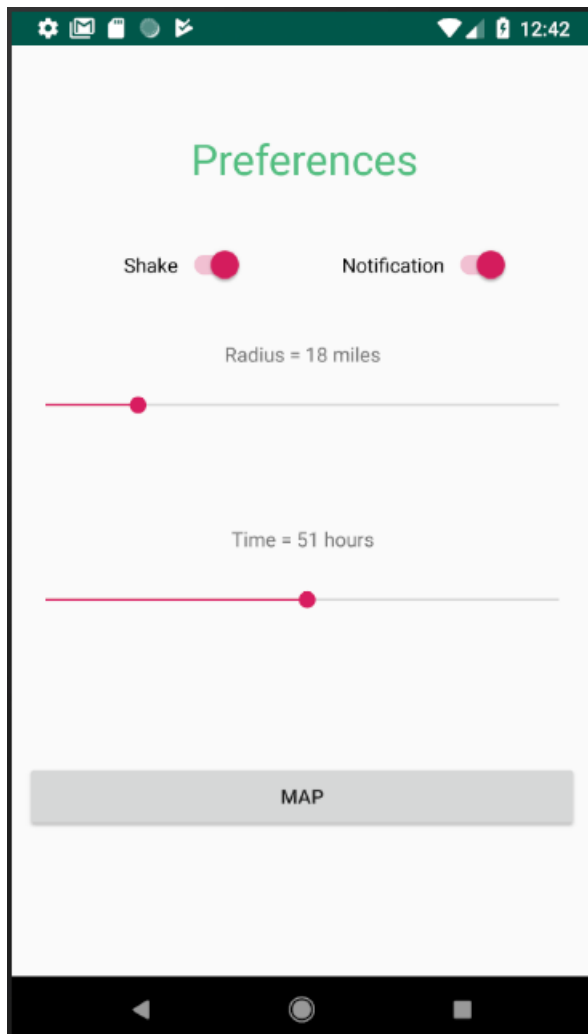 12:42
Preferences
Shake Notification
Radius = 18 miles
Time = 51 hours
MAP